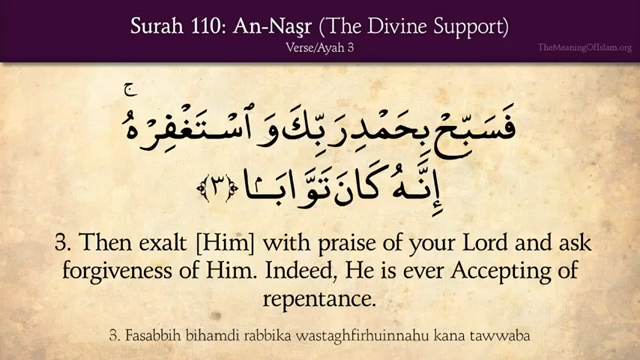 Surah 110: An-Naşr (The Divine Support)
Verse/Ayah 3
TheMeaningOfIslam.org
فَسَبِّحْ بِحَمْدِ رَبِّكَ وَٱسْتَغْفِرْهُ ۚ
إِنَّهُ كَانَ تَوَّابًا ﴿٣﴾
3. Then exalt [Him] with praise of your Lord and ask
forgiveness of Him. Indeed, He is ever Accepting of
repentance.
3. Fasabbih bihamdi rabbika wastaghfirhuinnahu kana tawwaba